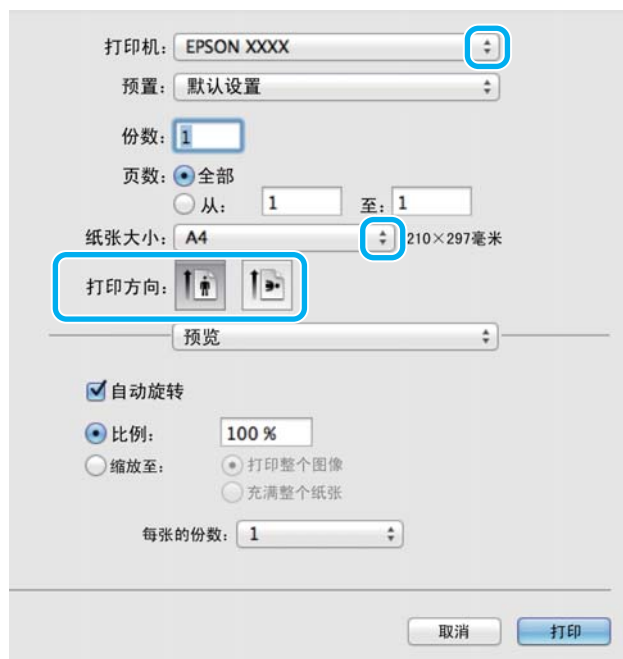 打印机： EPSON XXXX
预置： 默认设置
份数： 1
页数： 全部
从： 1 至： 1
纸张大小： A4 210×297毫米
打印方向：
预览
自动旋转
比例： 100 %
缩放至： 打印整个图像
充满整个纸张
每张的份数： 1
取消 打印